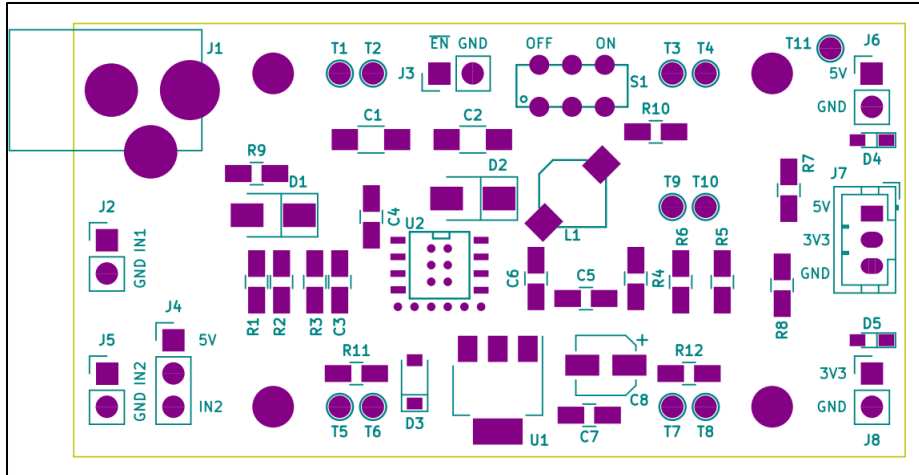 J1
T1 T2
EN GND
J3
OFF ON
S1
T3 T4
T11
J6
5V
GND
C1
C2
R10
D4
R9
D1
D2
R7
J7
C4
U2
L1
T9 T10
5V
3V3
GND
J2
IN1
GND
R6
R5
R1
R2
R3
C3
C6
C5
R4
R8
J4
5V
IN2
D5
J5
IN2
GND
R11
D3
U1
C8
+
R12
3V3
GND
T5 T6
C7
T7 T8
J8